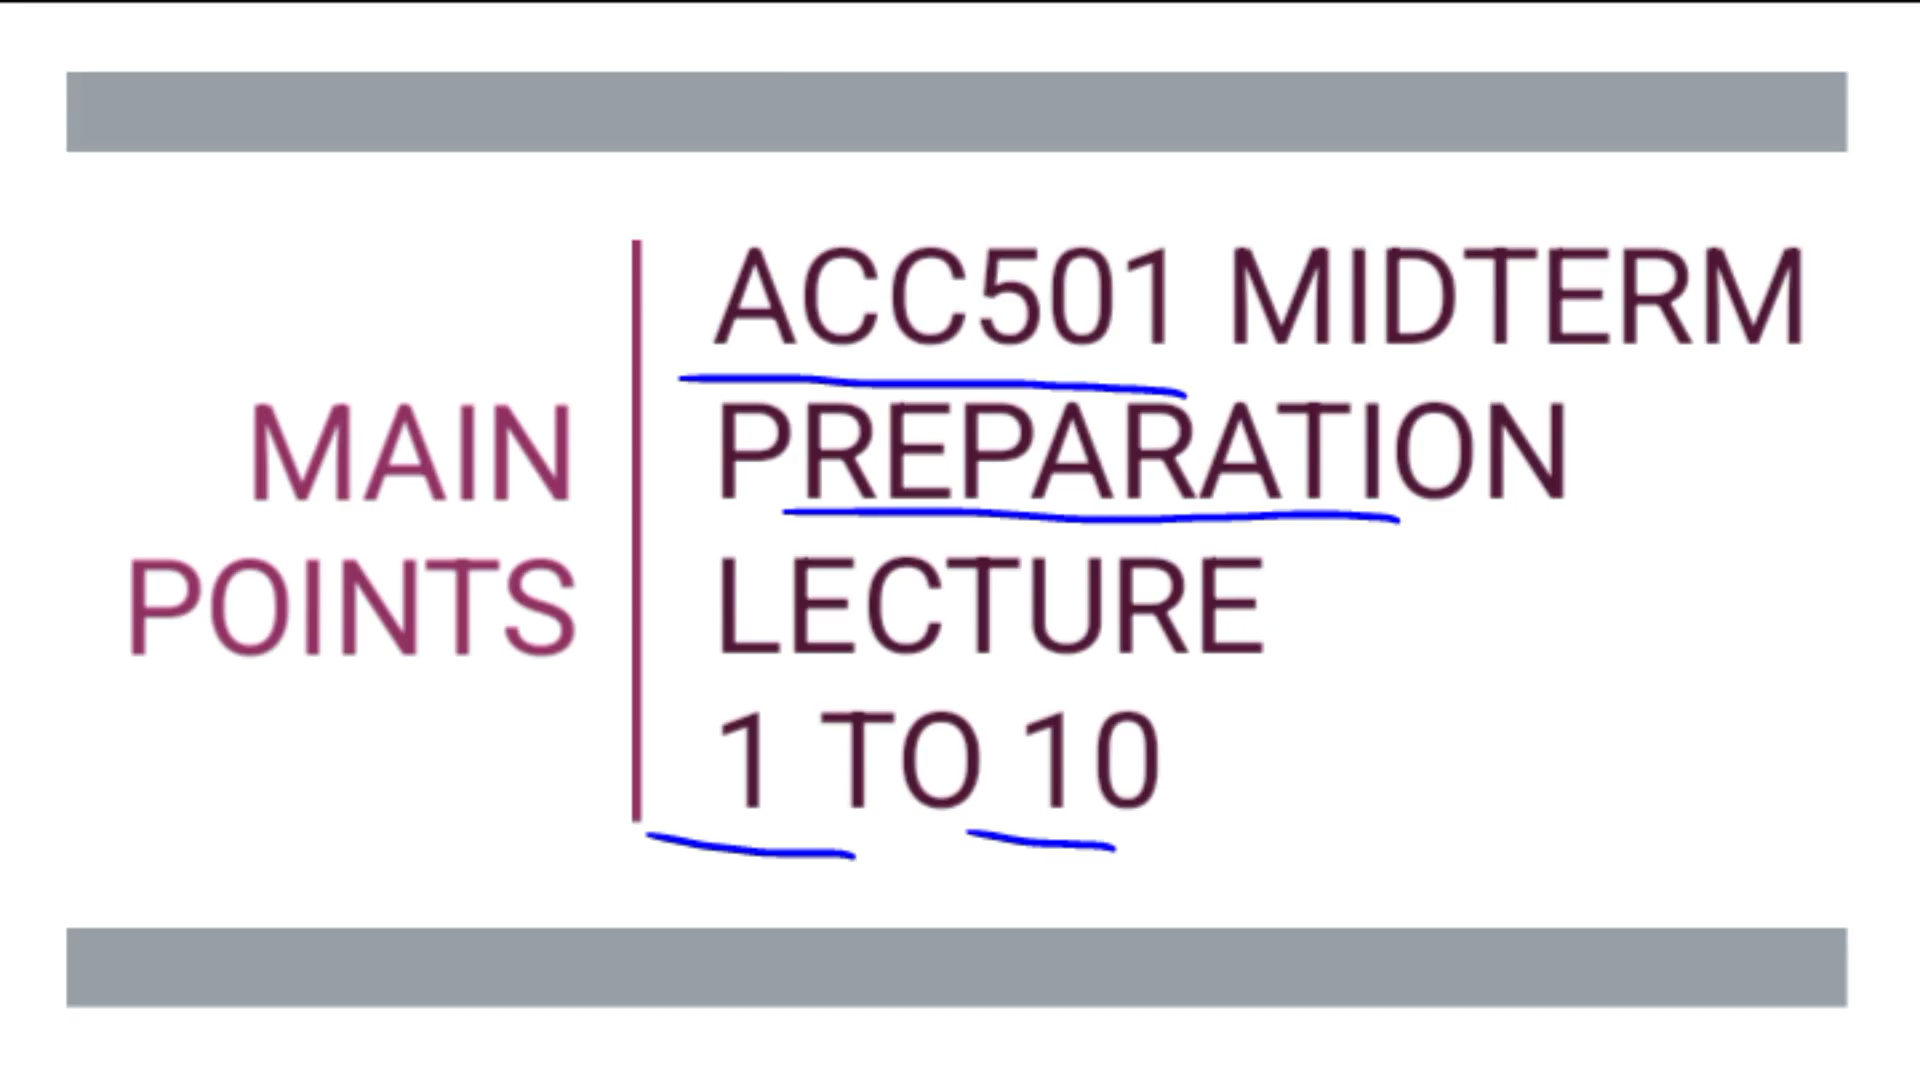 MAIN
POINTS
ACC501 MIDTERM
PREPARATION
LECTURE
1 TO 10